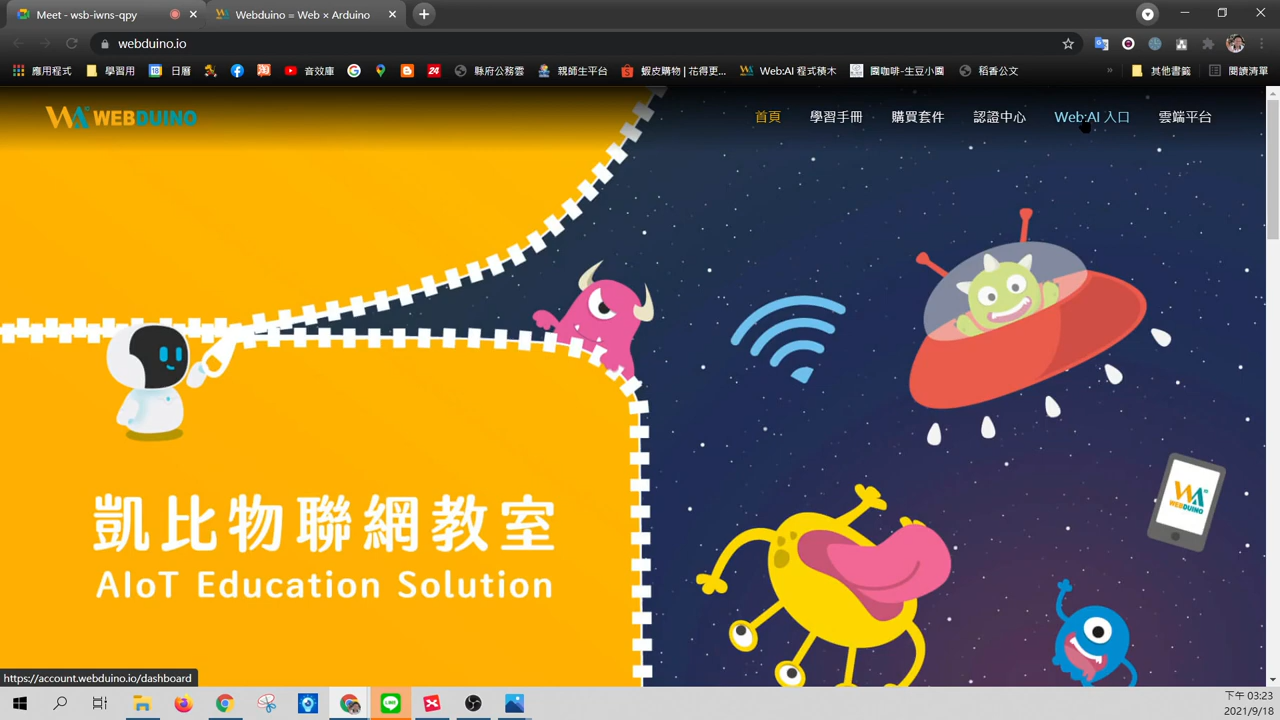 Meet - wsb-iwns-qpy
Webduino = Web × Arduino
webduino.io
應用程式
學習用
日曆
音效庫
縣府公務雲
親師生平台
蝦皮購物 | 花得更...
Web:AI 程式積木
國咖啡-生豆小園
稻香公文
»
其他書籤
閱讀清單
WEBDUINO
首頁
學習手冊
購買套件
認證中心
Web:AI 入口
雲端平台
WEBDUINO
凱比物聯網教室
AIoT Education Solution
https://account.webduino.io/dashboard
下午 03:23
2021/9/18